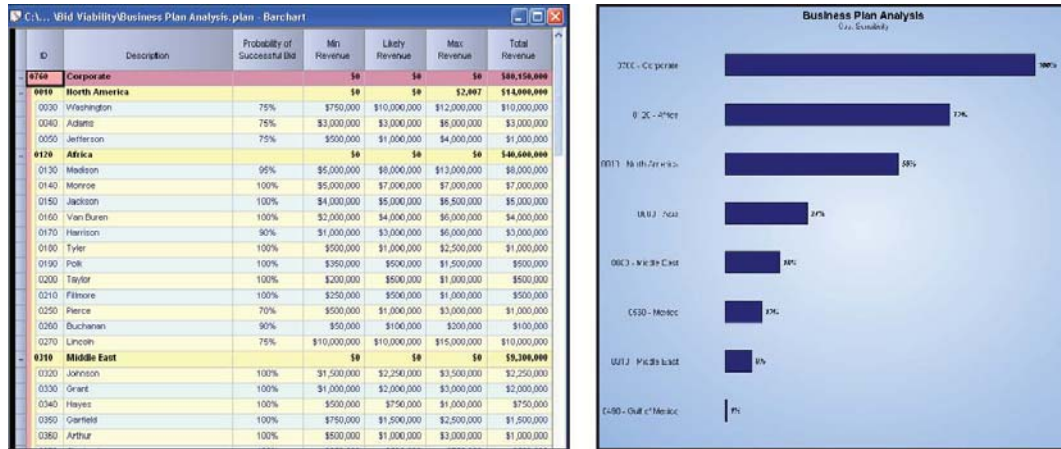 C:\... \Bid Viability\Business Plan Analysis.plan - Barchart
ID Description Probability of Successful Bid Min Revenue Likely Revenue Max Revenue Total Revenue
0760 Corporate $0 $0 $0 $80,150,000
0010 North America $0 $0 $2,007 $14,000,000
0030 Washington 75% $750,000 $10,000,000 $12,000,000 $10,000,000
0040 Adams 75% $3,000,000 $3,000,000 $6,000,000 $3,000,000
0050 Jefferson 75% $500,000 $1,000,000 $4,000,000 $1,000,000
0120 Africa $0 $0 $0 $40,600,000
0130 Madison 95% $5,000,000 $8,000,000 $13,000,000 $8,000,000
0140 Monroe 100% $5,000,000 $7,000,000 $7,000,000 $7,000,000
0150 Jackson 100% $4,000,000 $5,000,000 $6,500,000 $5,000,000
0160 Van Buren 100% $2,000,000 $4,000,000 $6,000,000 $4,000,000
0170 Harrison 90% $1,000,000 $3,000,000 $6,000,000 $3,000,000
0180 Tyler 100% $500,000 $1,000,000 $2,500,000 $1,000,000
0190 Polk 100% $350,000 $500,000 $1,500,000 $500,000
0200 Taylor 100% $200,000 $500,000 $1,000,000 $500,000
0210 Filmore 100% $250,000 $500,000 $1,000,000 $500,000
0250 Pierce 70% $500,000 $1,000,000 $3,000,000 $1,000,000
0260 Buchanan 90% $50,000 $100,000 $200,000 $100,000
0270 Lincoln 75% $10,000,000 $10,000,000 $15,000,000 $10,000,000
0310 Middle East $0 $0 $0 $9,300,000
0320 Johnson 100% $1,500,000 $2,250,000 $3,500,000 $2,250,000
0330 Grant 100% $1,000,000 $2,000,000 $3,000,000 $2,000,000
0340 Hayes 100% $500,000 $750,000 $1,000,000 $750,000
0350 Garfield 100% $750,000 $1,500,000 $2,500,000 $1,500,000
0360 Arthur 100% $500,000 $1,000,000 $3,000,000 $1,000,000
Business Plan Analysis
Cost Sensitivity
Corporate 100%
Africa
North America
Asia
Middle East
Mexico
Middle East
Gulf of Mexico